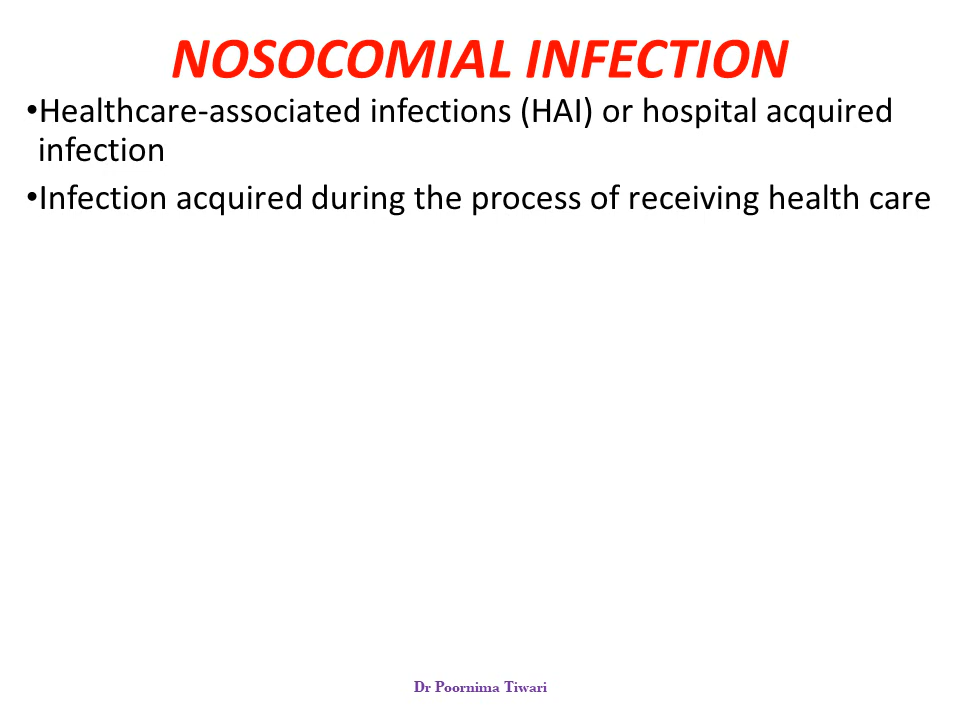 NOSOCOMIAL INFECTION
•Healthcare-associated infections (HAI) or hospital acquired
infection
•Infection acquired during the process of receiving health care
Dr Poornima Tiwari